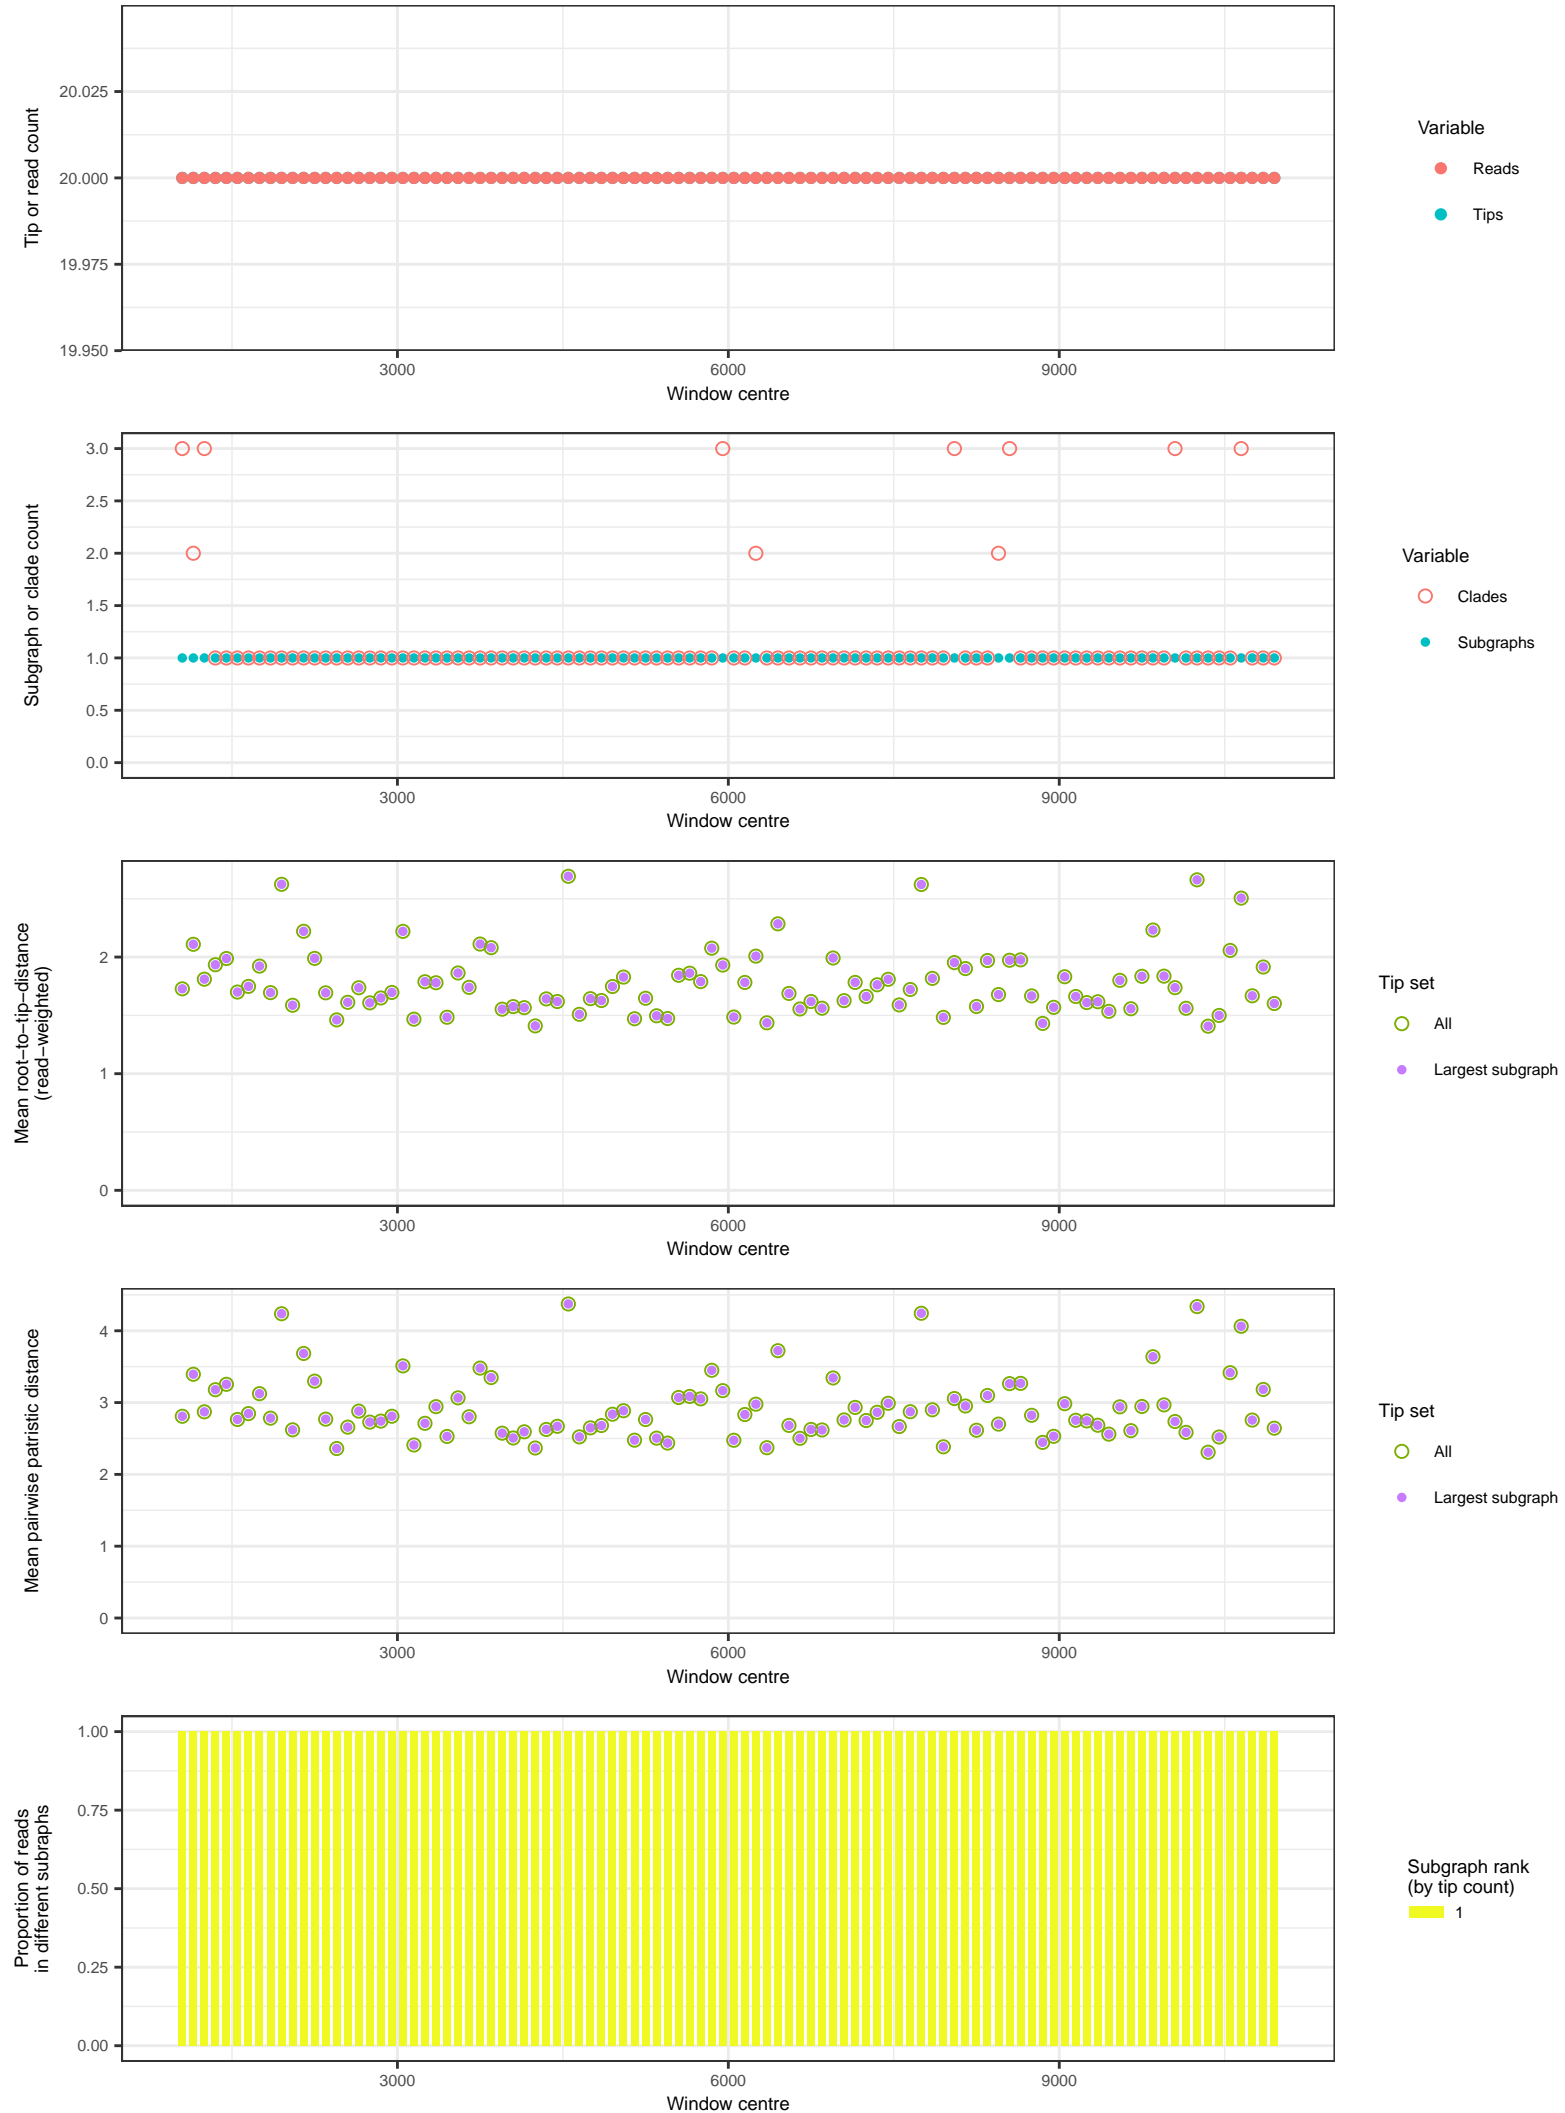 Tip or read count
20.025
20.000
19.975
19.950
3000
6000
9000
Window centre
Variable
Reads
Tips
Subgraph or clade count
3.0
2.5
2.0
1.5
1.0
0.5
0.0
3000
6000
9000
Window centre
Variable
Clades
Subgraphs
Mean root−to−tip−distance
(read−weighted)
2
1
0
3000
6000
9000
Window centre
Tip set
All
Largest subgraph
Mean pairwise patristic distance
4
3
2
1
0
3000
6000
9000
Window centre
Tip set
All
Largest subgraph
Proportion of reads
in different subraphs
1.00
0.75
0.50
0.25
0.00
3000
6000
9000
Window centre
Subgraph rank
(by tip count)
1